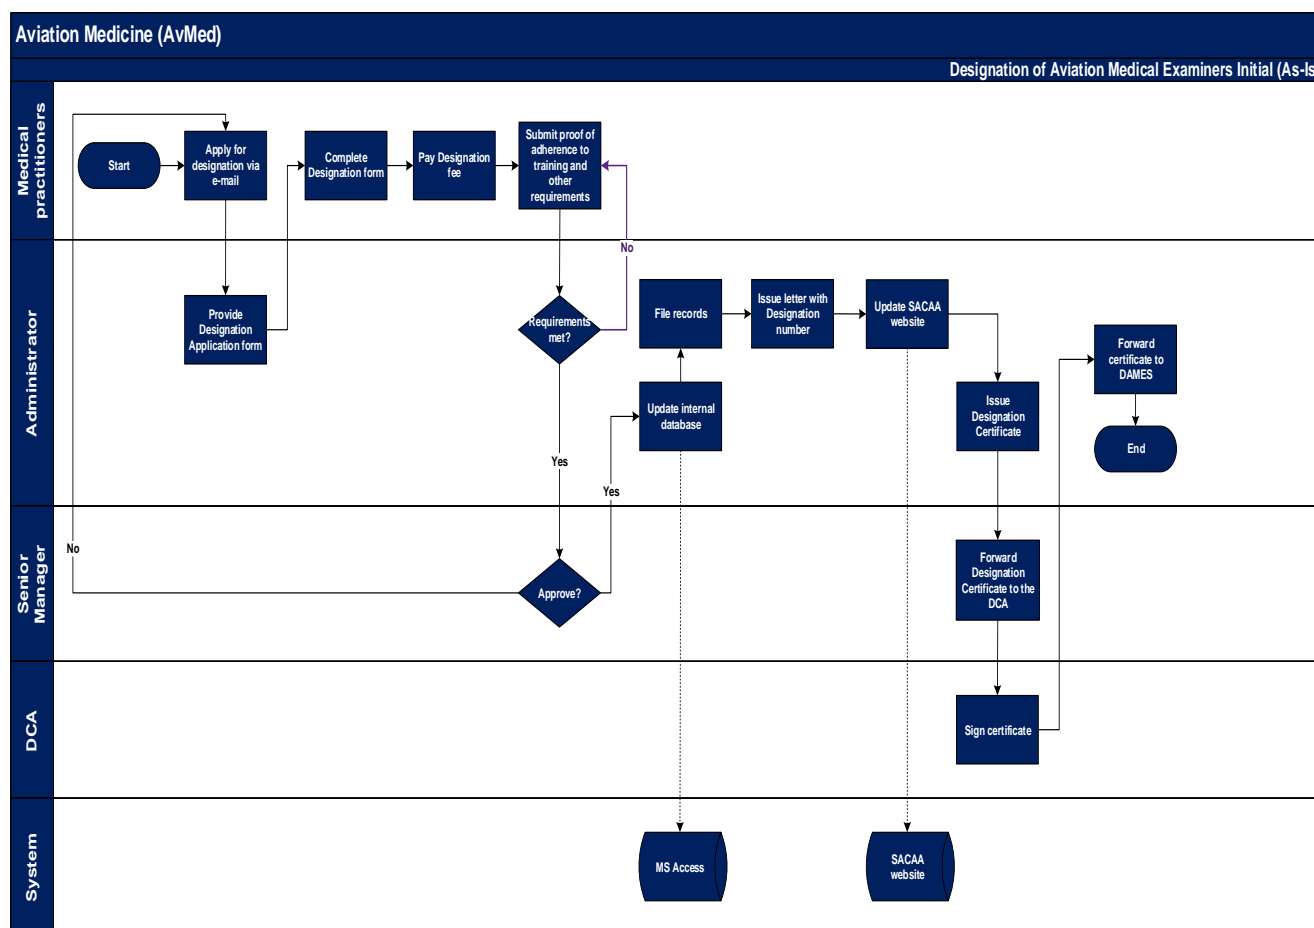 Aviation Medicine (AvMed)
Designation of Aviation Medical Examiners Initial (As-Is
Medical
practitioners
Start
Apply for
designation via
e-mail
Complete
Designation form
Pay Designation
fee
Submit proof of
adherence to
training and
other
requirements
No
Administrator
Provide
Designation
Application form
Requirements
met?
File records
Issue letter with
Designation
number
Update SACAA
website
Forward
certificate to
DAMES
Update internal
database
Issue
Designation
Certificate
End
Yes
Yes
Senior
Manager
No
Approve?
Forward
Designation
Certificate to the
DCA
DCA
Sign certificate
System
MS Access
SACAA
website